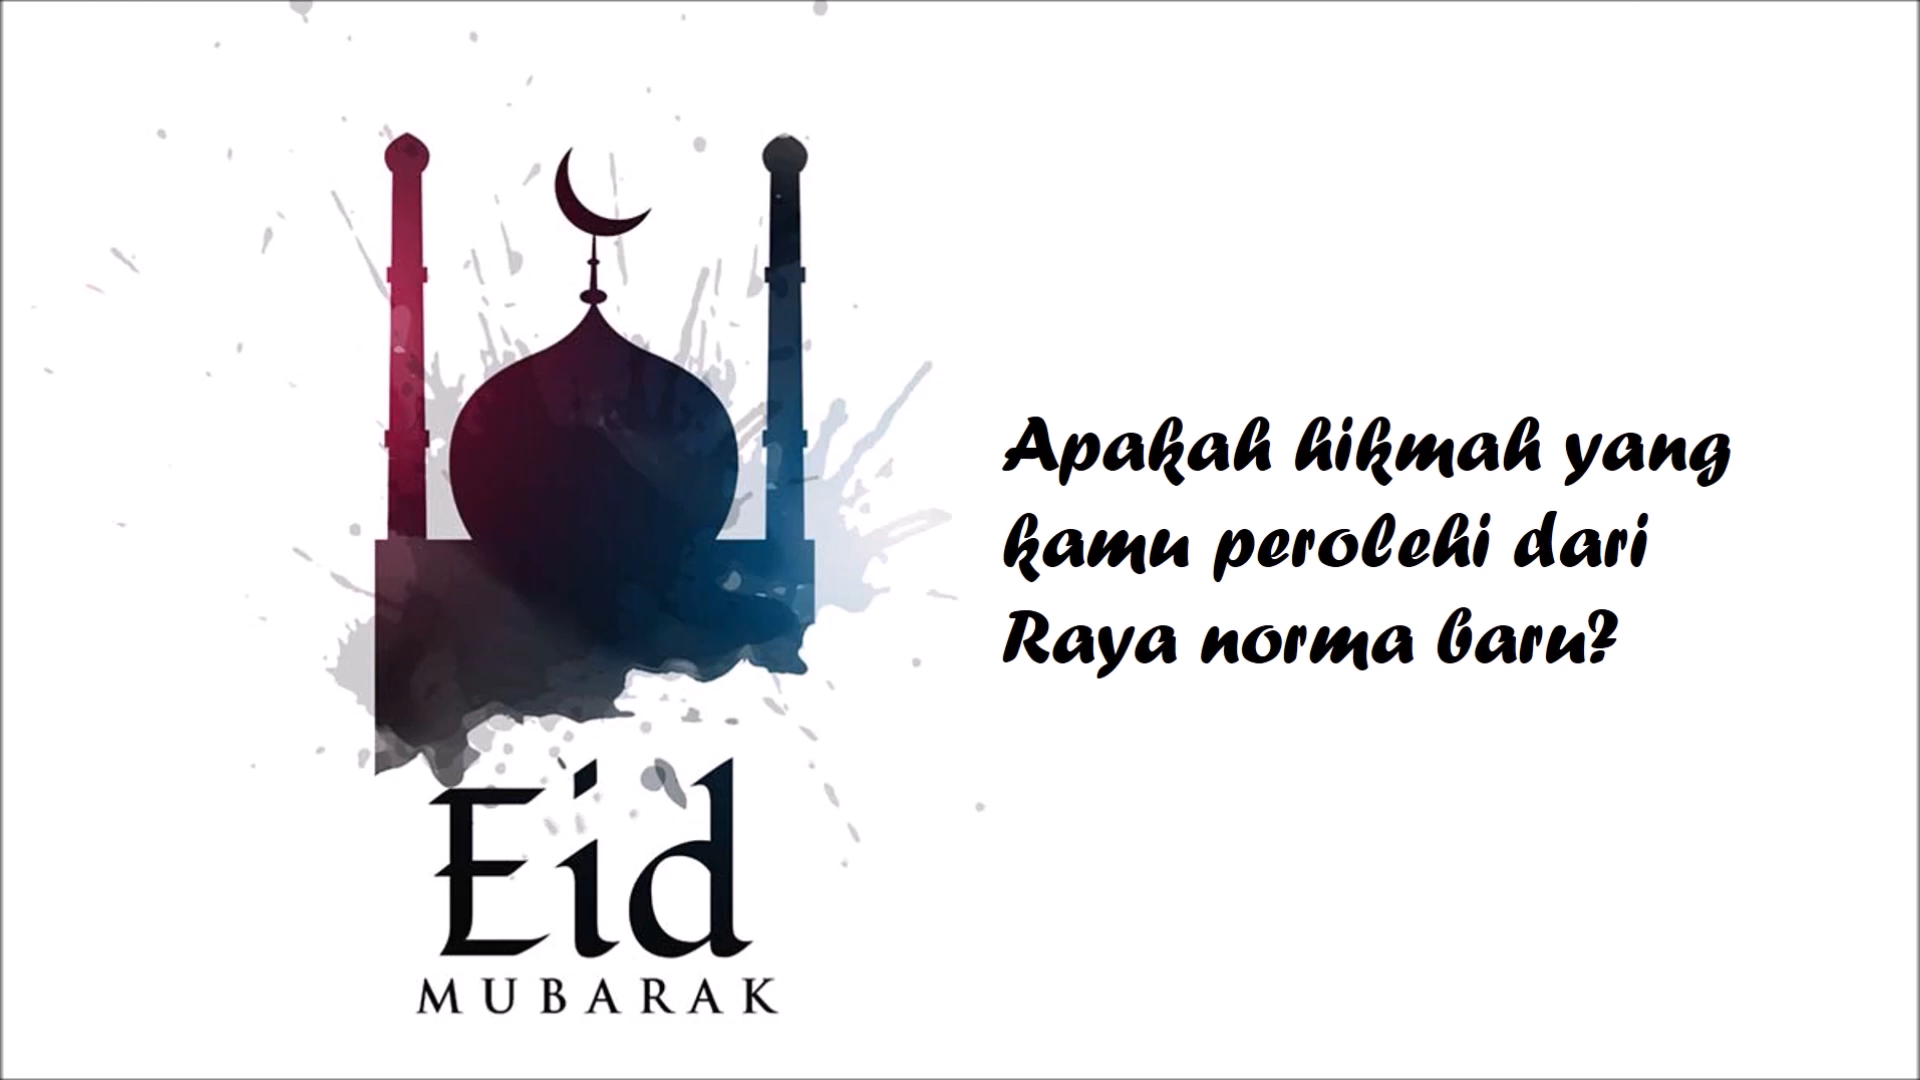 Apakah hikmah yang
kamu perolehi dari
Raya norma baru?
Eid
MUBARAK